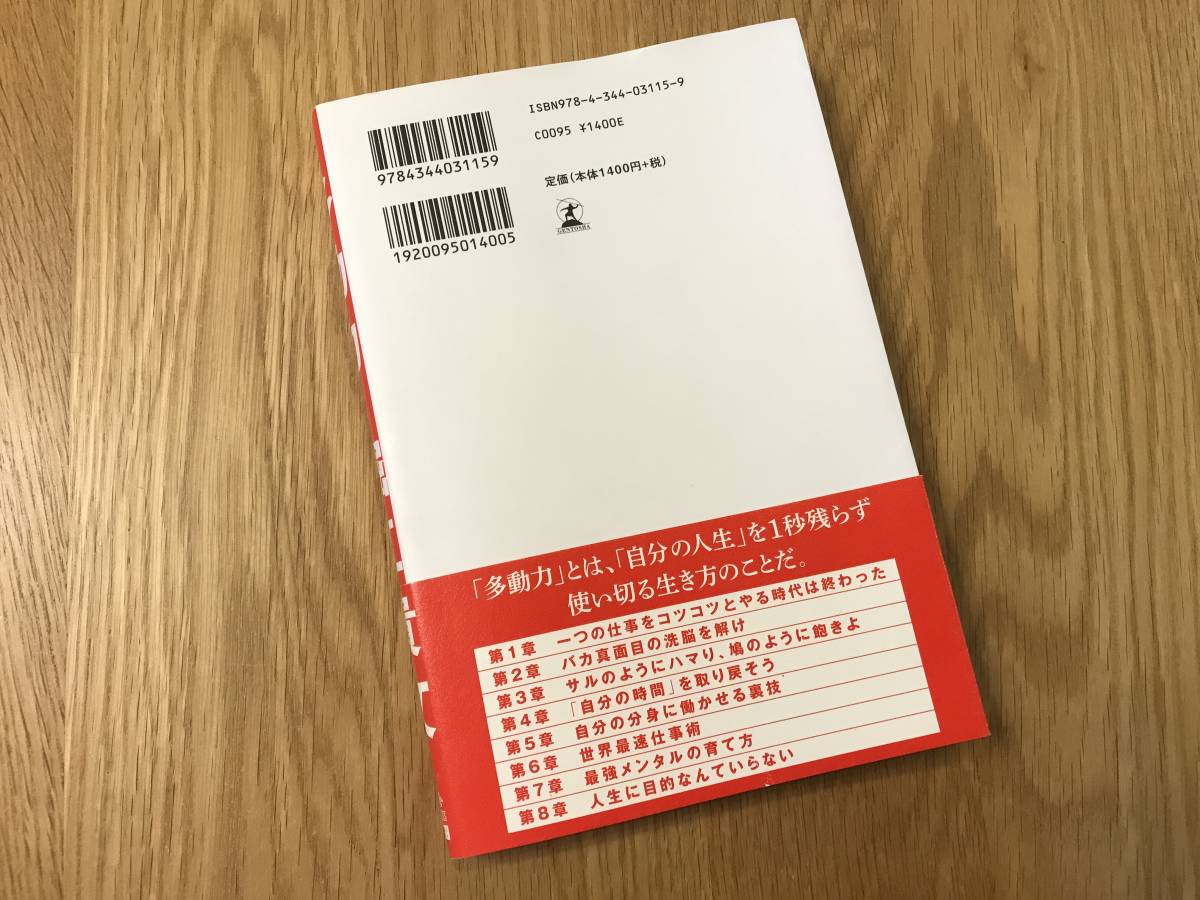 ISBN978-4-344-03115-9
C0095 ¥1400E
定価(本体1400円+税)
GENTOSHA
9784344031159
1920095014005
「多動力」とは、「自分の人生」を1秒残らず
使い切る生き方のことだ。
第1章 一つの仕事をコツコツとやる時代は終わった
第2章 バカ真面目の洗脳を解け
第3章 サルのようにハマり、鳩のように飽きよ
第4章 「自分の時間」を取り戻そう
第5章 自分の分身に働かせる裏技
第6章 世界最速仕事術
第7章 最強メンタルの育て方
第8章 人生に目的なんていらない